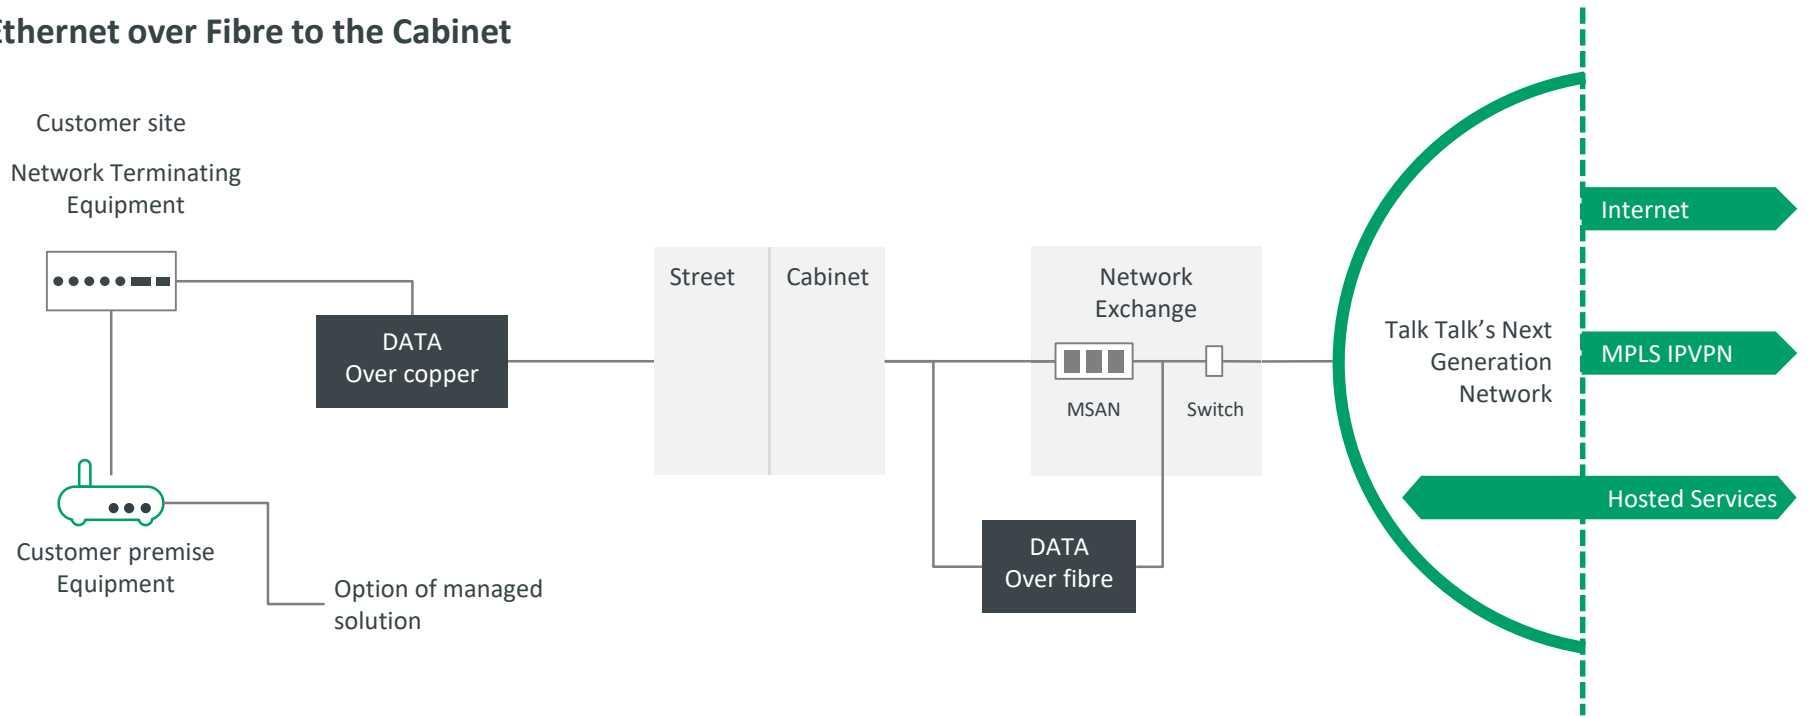 Ethernet over Fibre to the Cabinet
Customer site
Network Terminating
Equipment
DATA
Over copper
Customer premise
Equipment
Option of managed
solution
Street
Cabinet
Network
Exchange
MSAN
Switch
DATA
Over fibre
Talk Talk’s Next
Generation
Network
Internet
MPLS IPVPN
Hosted Services